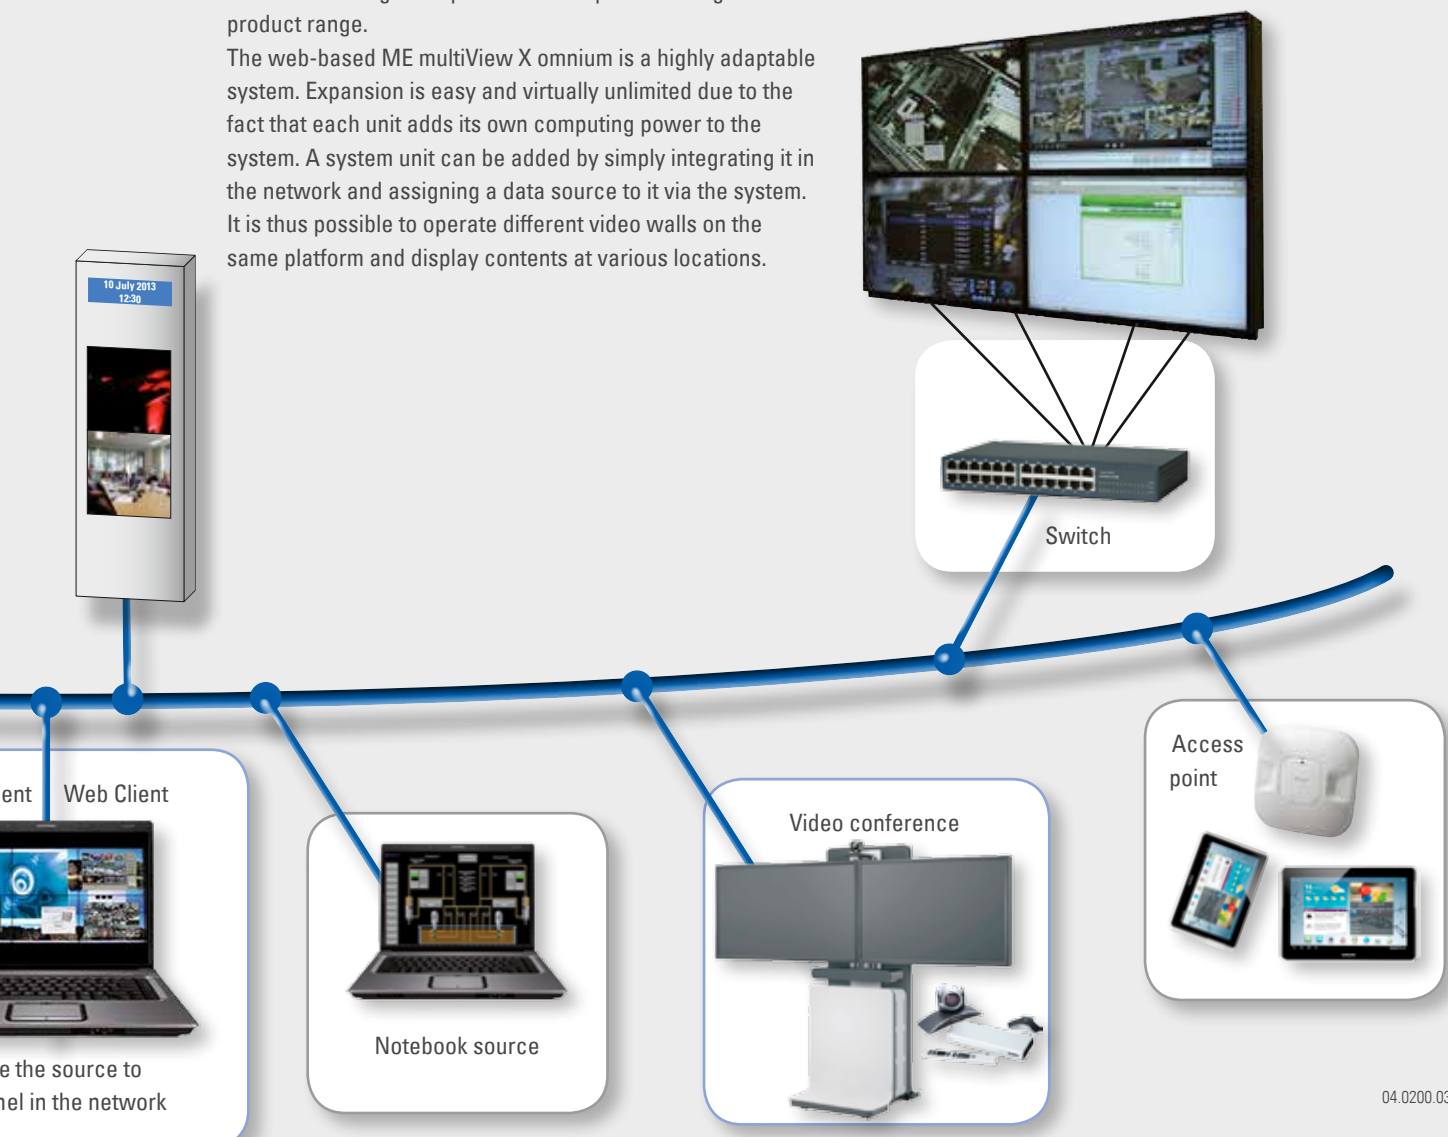 product range.
The web-based ME multiView X omnium is a highly adaptable
system. Expansion is easy and virtually unlimited due to the
fact that each unit adds its own computing power to the
system. A system unit can be added by simply integrating it in
the network and assigning a data source to it via the system.
It is thus possible to operate different video walls on the
same platform and display contents at various locations.
10 July 2013
12:30
Switch
Access
point
ent
Web Client
Video conference
Notebook source
e the source to
nel in the network
04.0200.03